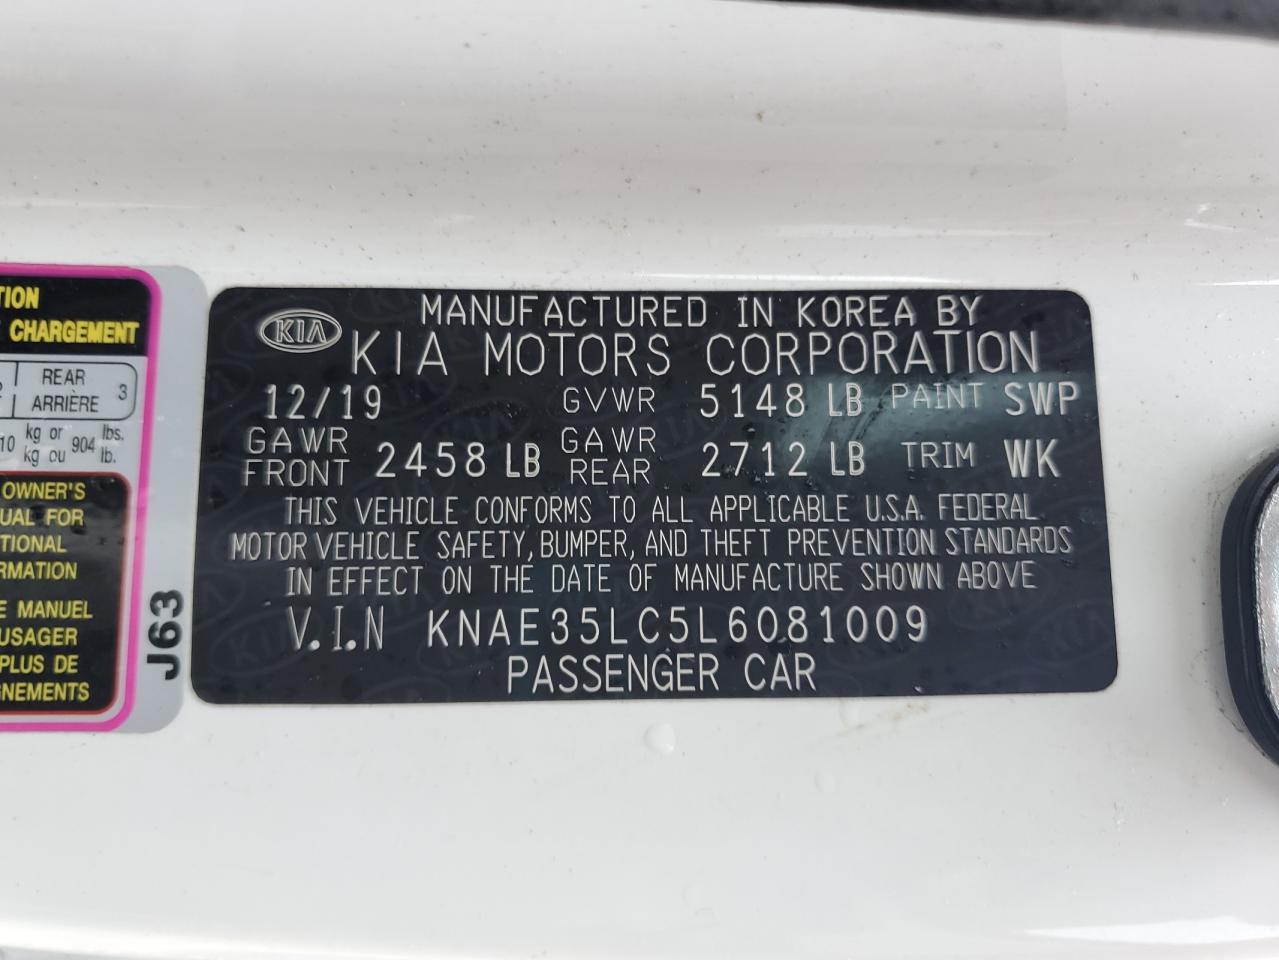 TION
CHARGEMENT
REAR 3
ARRIÈRE
10 kg or 904 lbs.
kg ou lb.
OWNER'S
UAL FOR
TIONAL
RMATION
E MANUEL
USAGER
PLUS DE
GNEMENTS
J63
KIA
MANUFACTURED IN KOREA BY
KIA MOTORS CORPORATION
12/19 GVWR 5148 LB PAINT SWP
GAWR FRONT 2458 LB GAWR REAR 2712 LB TRIM WK
THIS VEHICLE CONFORMS TO ALL APPLICABLE U.S.A. FEDERAL
MOTOR VEHICLE SAFETY, BUMPER, AND THEFT PREVENTION STANDARDS
IN EFFECT ON THE DATE OF MANUFACTURE SHOWN ABOVE
V.I.N KNAE35LC5L6081009
PASSENGER CAR